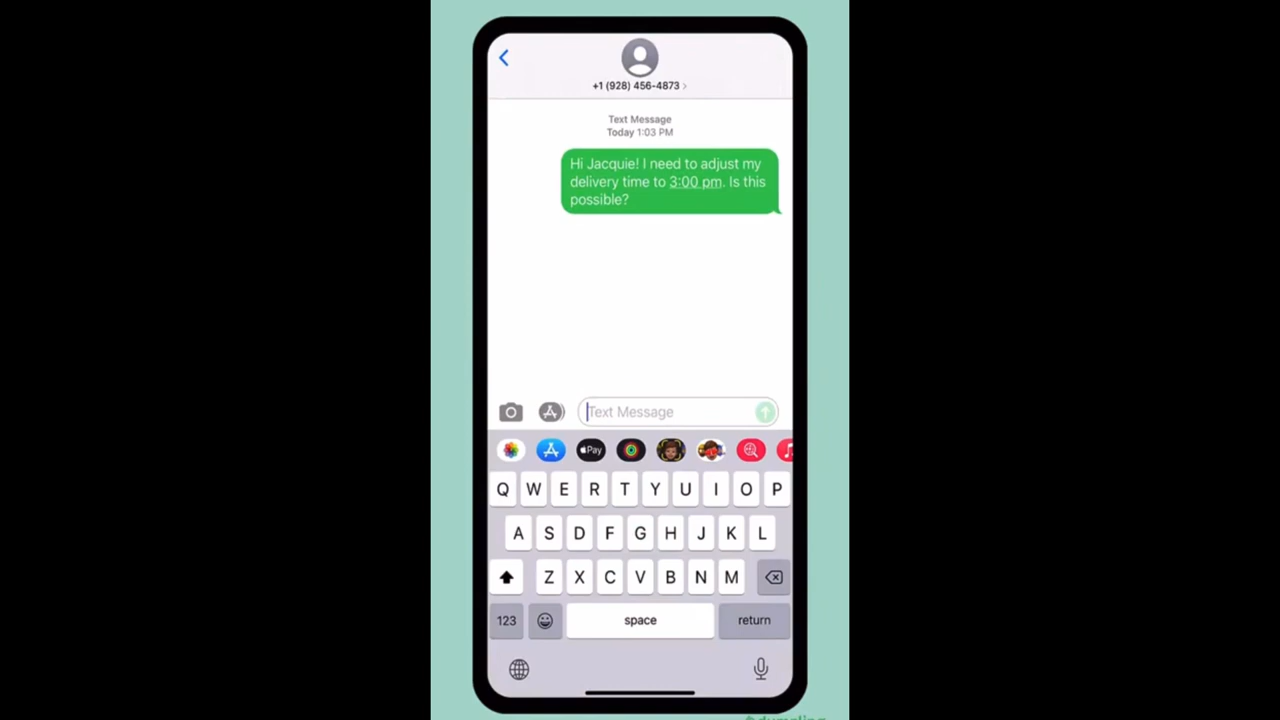 +1 (928) 456-4873
Text Message
Today 1:03 PM
Hi Jacquie! I need to adjust my
delivery time to 3:00 pm. Is this
possible?
Text Message
Pay
Q W E R T Y U I O P
A S D F G H J K L
Z X C V B N M
123 space return